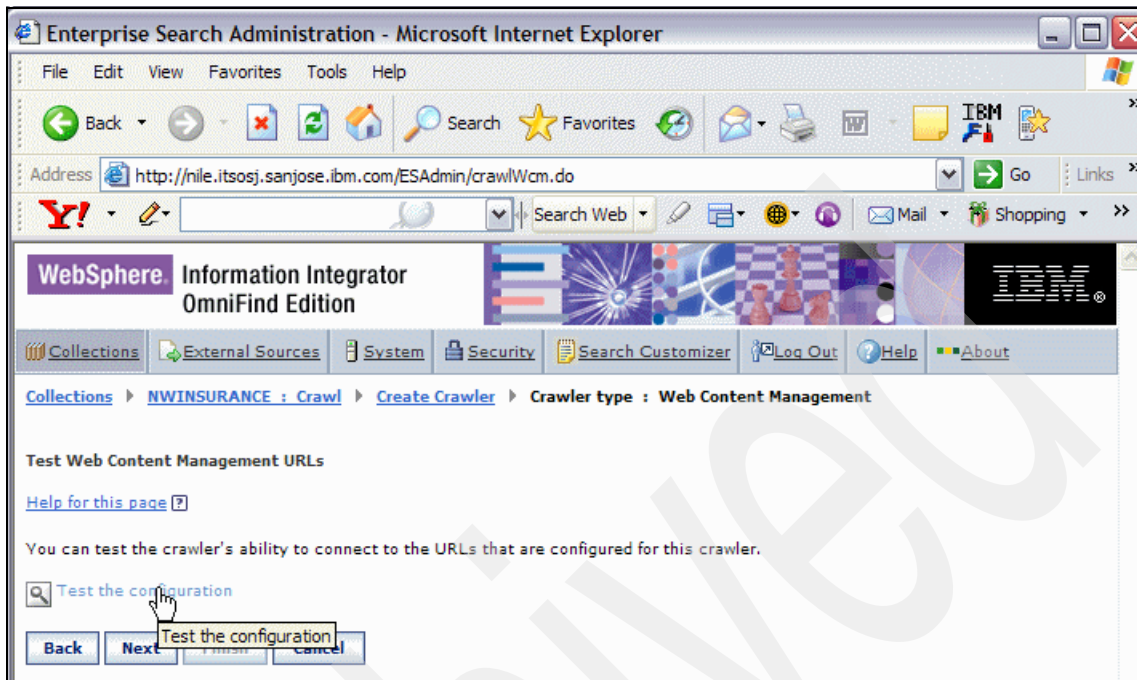 Enterprise Search Administration - Microsoft Internet Explorer
File Edit View Favorites Tools Help
Back Search Favorites W IBM »
Address http://nile.itsosj.sanjose.ibm.com/ESAdmin/crawlWcm.do Go Links »
Y! Search Web Mail Shopping »
WebSphere. Information Integrator
OmniFind Edition
IBM®
Collections External Sources System Security Search Customizer Log Out Help About
Collections NWINSURANCE : Crawl Create Crawler Crawler type : Web Content Management
Test Web Content Management URLs
Help for this page ?
You can test the crawler's ability to connect to the URLs that are configured for this crawler.
Test the configuration
Test the configuration
Back Next Finish Cancel